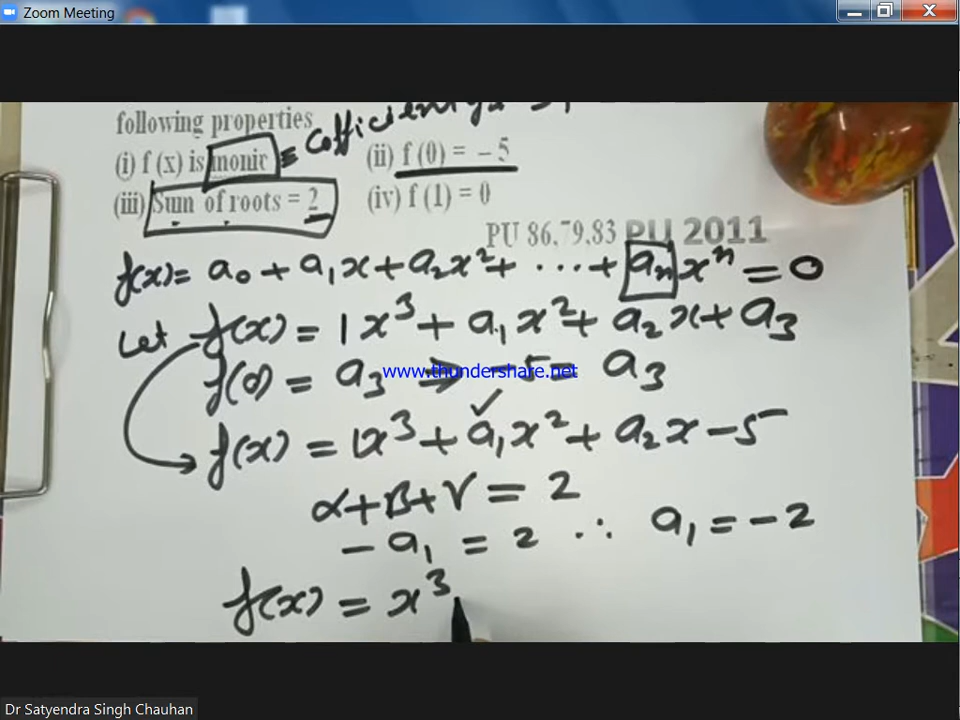 Zoom Meeting
following properties
(i) f (x) is monic = (ii) f (0) = – 5
(iii) Sum of roots = 2 (iv) f (1) = 0
PU 86,79,83 PU 2011
f(x) = a₀ + a₁x + a₂x² + ... + aₙxⁿ = 0
Let f(x) = 1x³ + a₁x² + a₂x + a₃
f(0) = a₃ ⇒ -5 = a₃
www.thundershare.net
f(x) = 1x³ + a₁x² + a₂x - 5
α + β + γ = 2
- a₁ = 2 ∴ a₁ = -2
f(x) = x³
Dr Satyendra Singh Chauhan